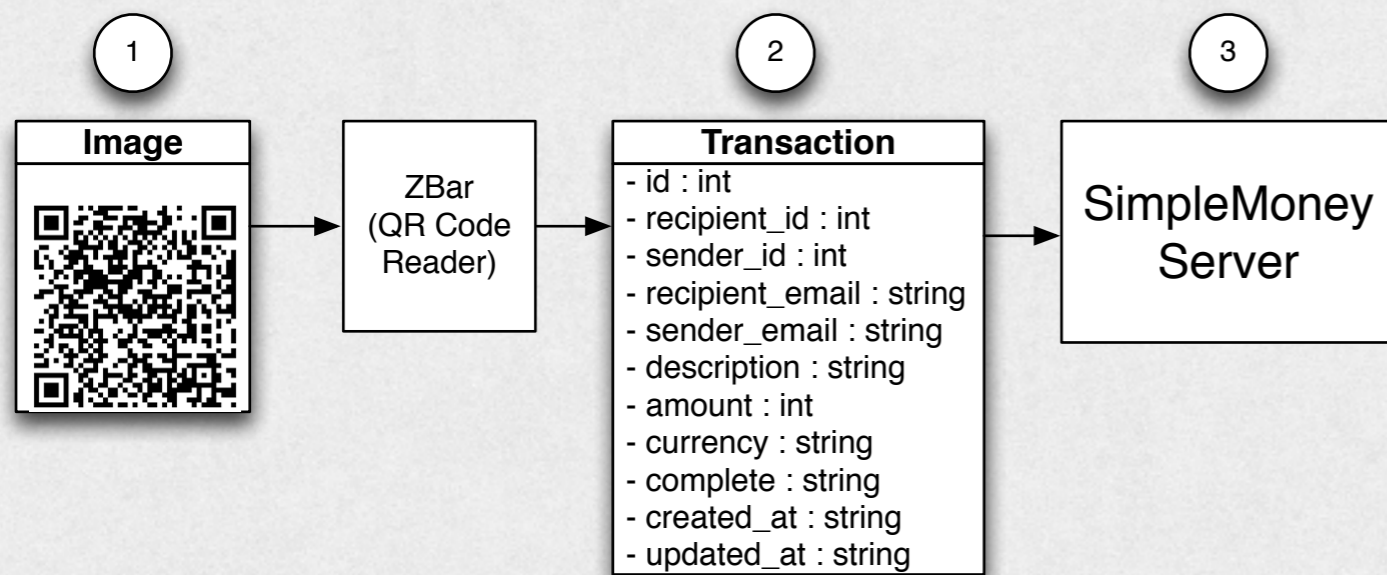 1
2
3
Image
ZBar
(QR Code
Reader)
Transaction
- id : int
- recipient_id : int
- sender_id : int
- recipient_email : string
- sender_email : string
- description : string
- amount : int
- currency : string
- complete : string
- created_at : string
- updated_at : string
SimpleMoney
Server